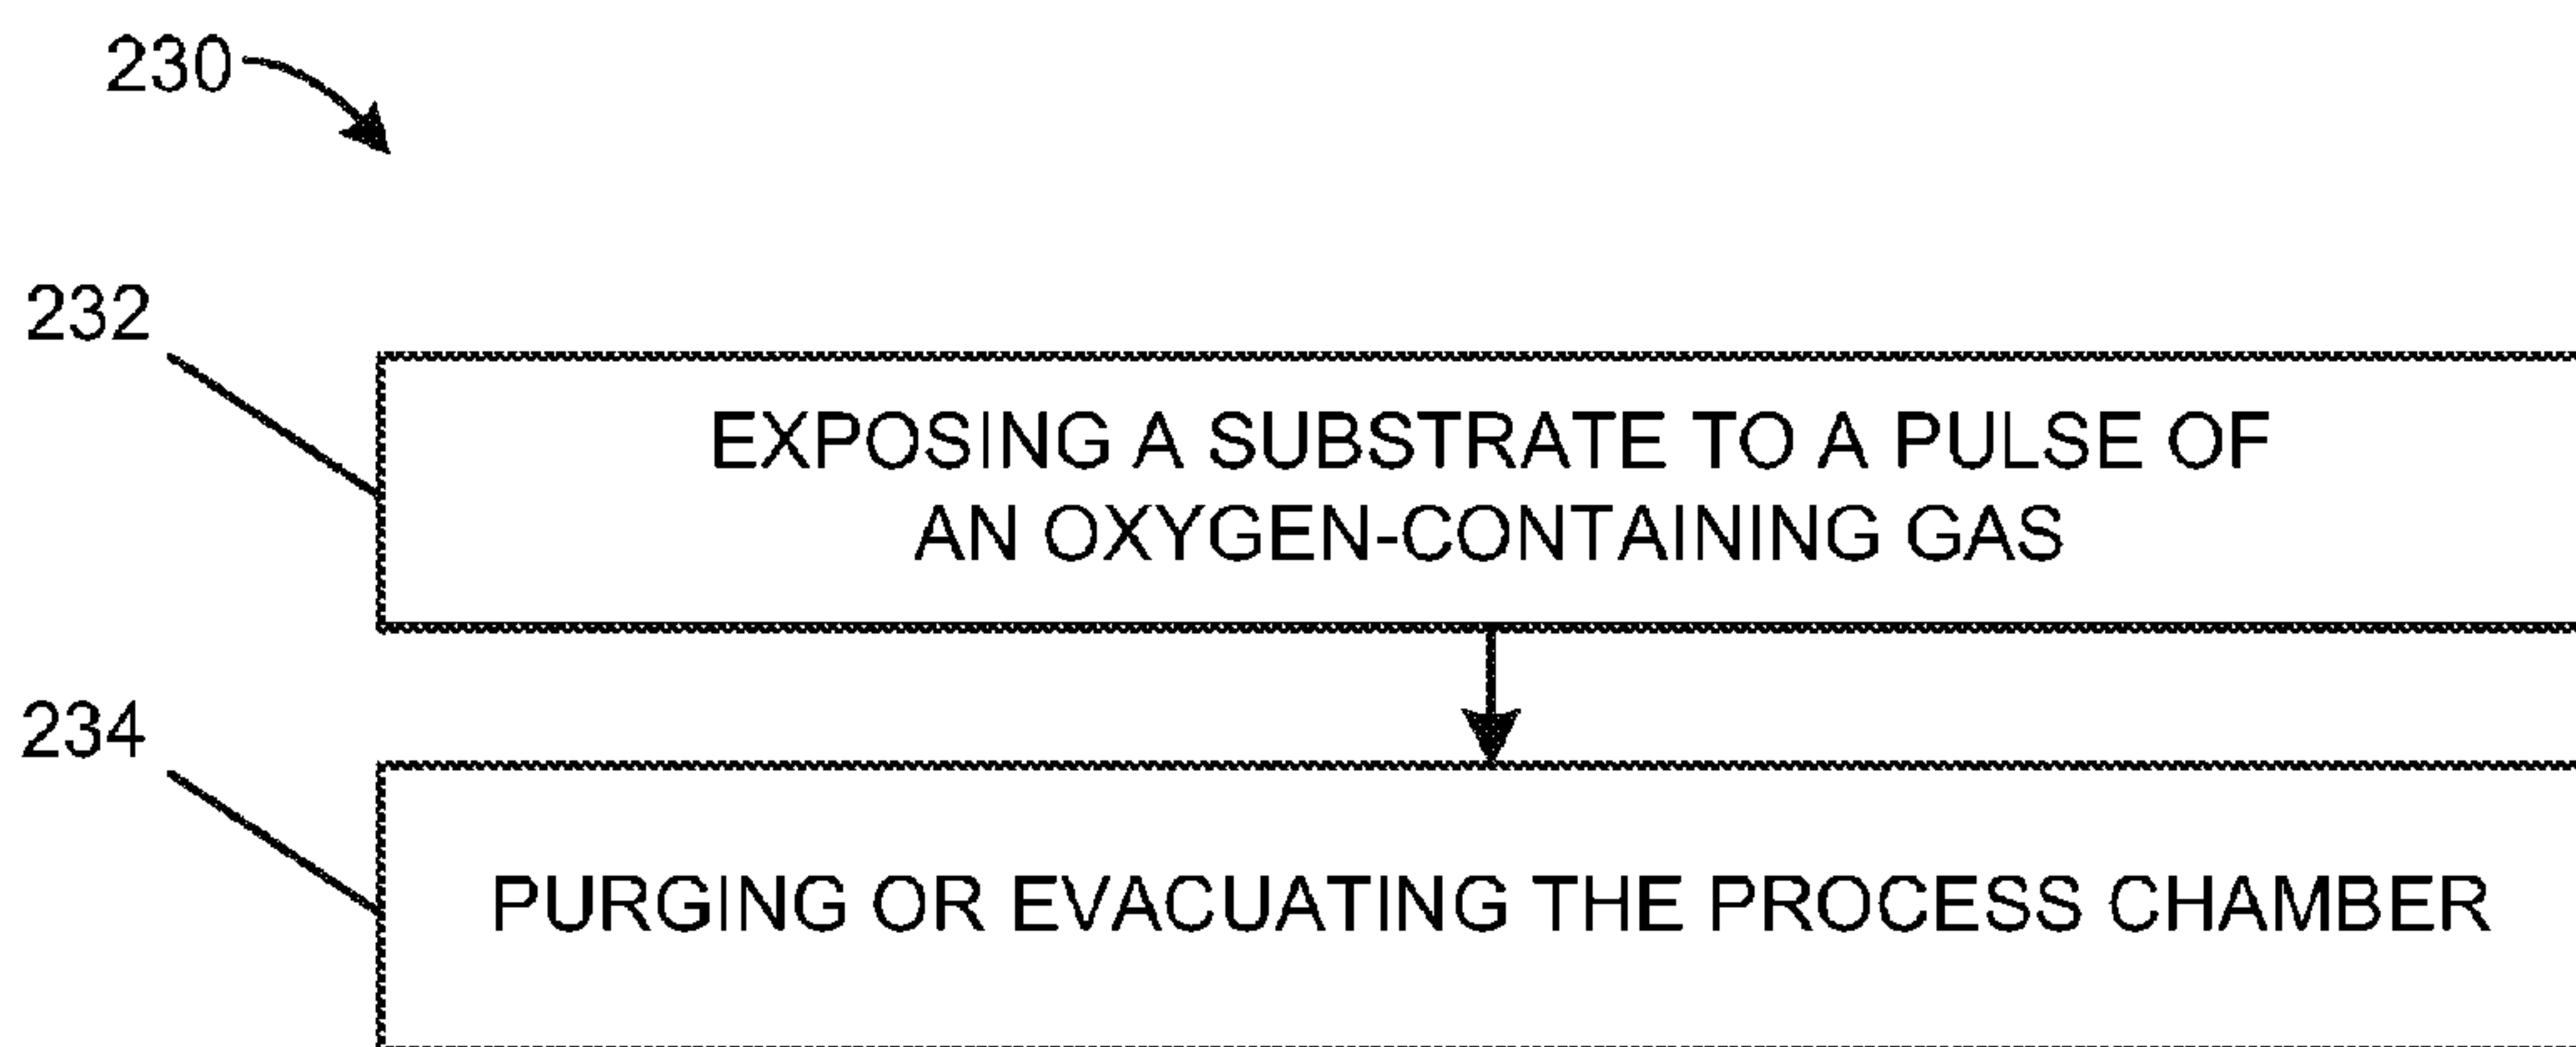 230
232
EXPOSING A SUBSTRATE TO A PULSE OF
AN OXYGEN-CONTAINING GAS
234
PURGING OR EVACUATING THE PROCESS CHAMBER